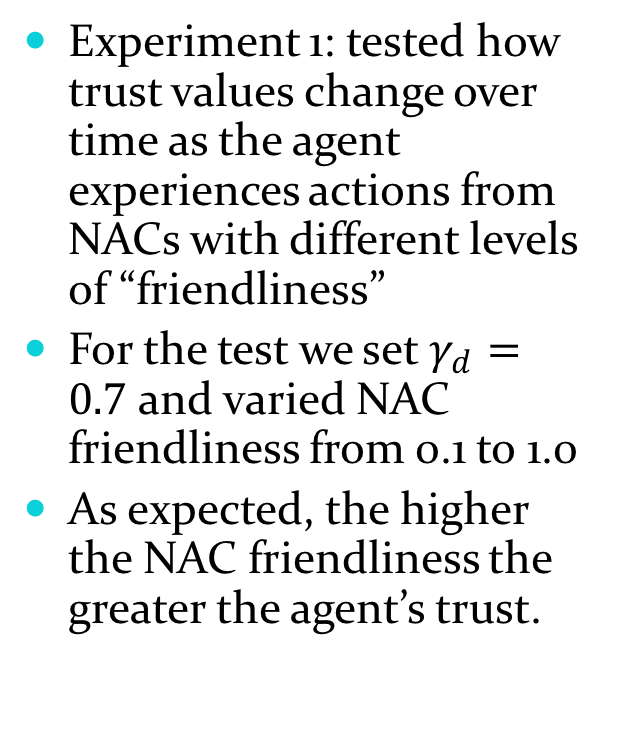 • Experiment 1: tested how
trust values change over
time as the agent
experiences actions from
NACs with different levels
of “friendliness”
• For the test we set 𝛾𝑑 =
0.7 and varied NAC
friendliness from 0.1 to 1.0
• As expected, the higher
the NAC friendliness the
greater the agent’s trust.